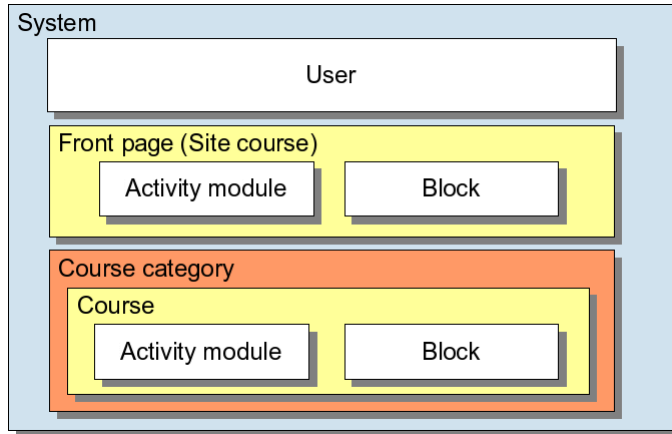 System
User
Front page (Site course)
Activity module
Block
Course category
Course
Activity module
Block